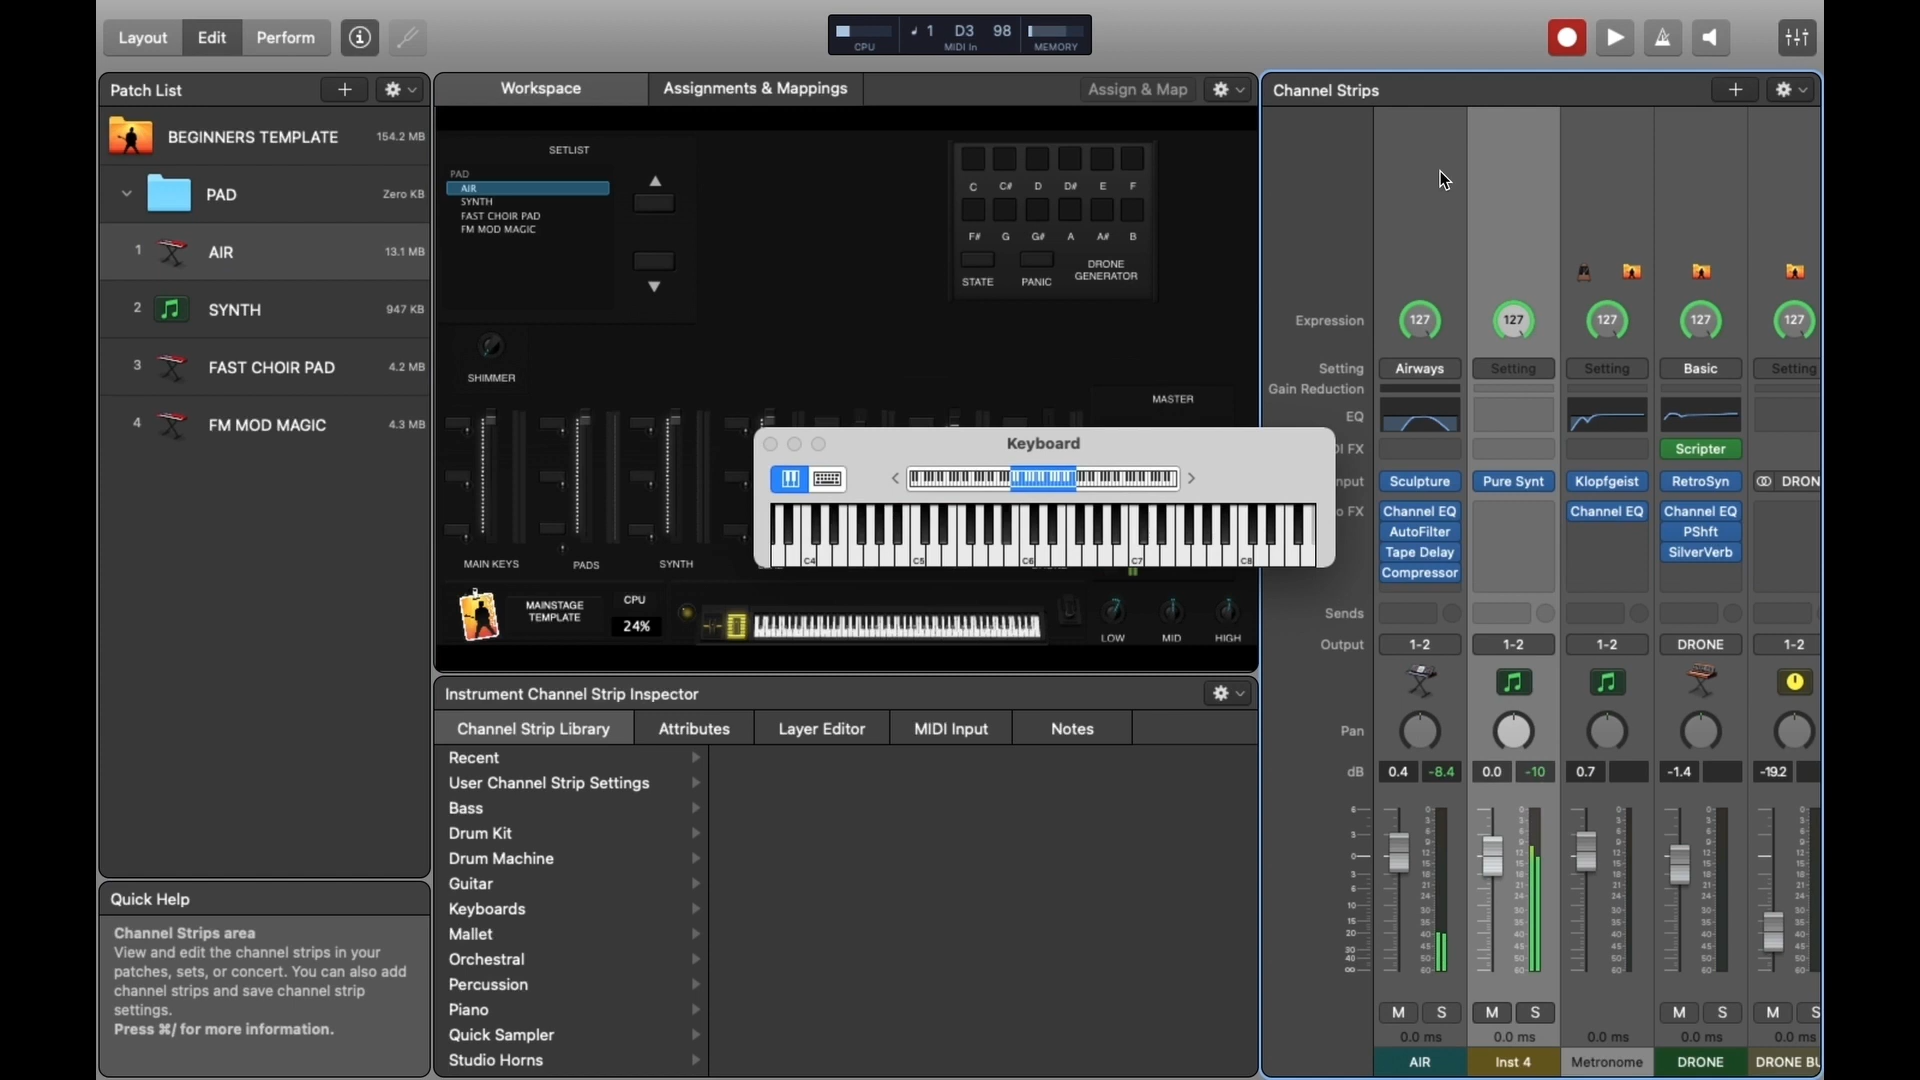 Layout Edit Perform
CPU
1 D3 98
MIDI In
MEMORY
Patch List
BEGINNERS TEMPLATE 154.2 MB
PAD Zero KB
1 AIR 13.1 MB
2 SYNTH 947 KB
3 FAST CHOIR PAD 4.2 MB
4 FM MOD MAGIC 4.3 MB
Quick Help
Channel Strips area
View and edit the channel strips in your
patches, sets, or concert. You can also add
channel strips and save channel strip
settings.
Press ⌘/ for more information.
Workspace Assignments & Mappings Assign & Map
SETLIST
PAD
AIR
SYNTH
FAST CHOIR PAD
FM MOD MAGIC
C C# D D# E F
F# G G# A A# B
STATE PANIC DRONE
GENERATOR
SHIMMER
MASTER
MAIN KEYS PADS SYNTH
MAINSTAGE
TEMPLATE
CPU
24%
LOW MID HIGH
Keyboard
C4 C5 C6 C7 C8
Instrument Channel Strip Inspector
Channel Strip Library Attributes Layer Editor MIDI Input Notes
Recent
User Channel Strip Settings
Bass
Drum Kit
Drum Machine
Guitar
Keyboards
Mallet
Orchestral
Percussion
Piano
Quick Sampler
Studio Horns
Channel Strips
Expression 127 127 127 127 127
Setting Airways Setting Setting Basic Setting
Gain Reduction
EQ
DI FX Scripter
nput Sculpture Pure Synt Klopfgeist RetroSyn DRON
o FX Channel EQ Channel EQ Channel EQ
AutoFilter PShft
Tape Delay SilverVerb
Compressor
Sends
Output 1-2 1-2 1-2 DRONE 1-2
Pan
dB 0.4 -8.4 0.0 -10 0.7 -1.4 -19.2
M S M S M S M S
0.0 ms 0.0 ms 0.0 ms 0.0 ms 0.0 ms
AIR Inst 4 Metronome DRONE DRONE BU